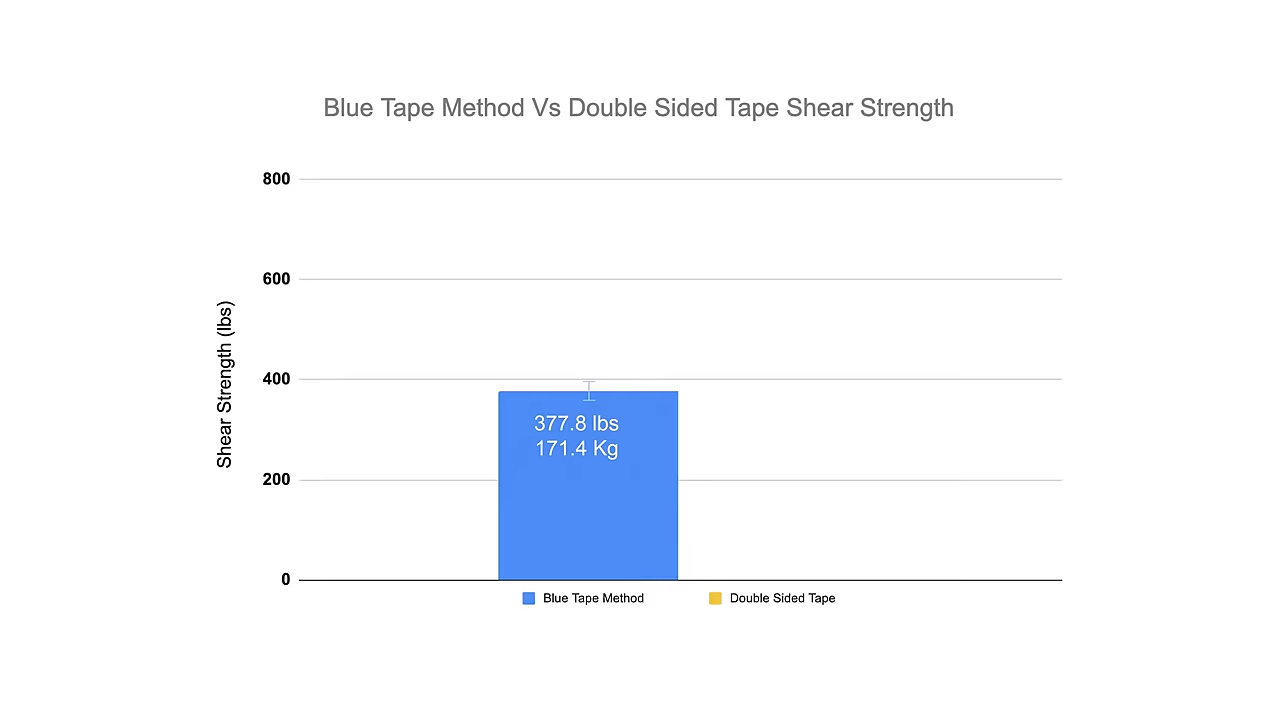 Blue Tape Method Vs Double Sided Tape Shear Strength
800
600
400
200
0
Shear Strength (lbs)
377.8 lbs
171.4 Kg
Blue Tape Method
Double Sided Tape